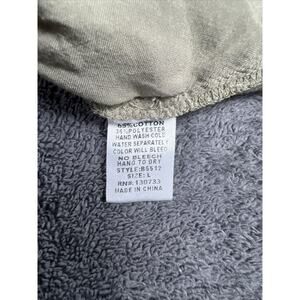 65%COTTON
35%POLYESTER
HAND WASH COLD
WATER SEPARATELY
COLOR WILL BLEED
NO BLEECH
HANG TO DRY
STYLE:B5512
SIZE: L
RN#: 130733
MADE IN CHINA